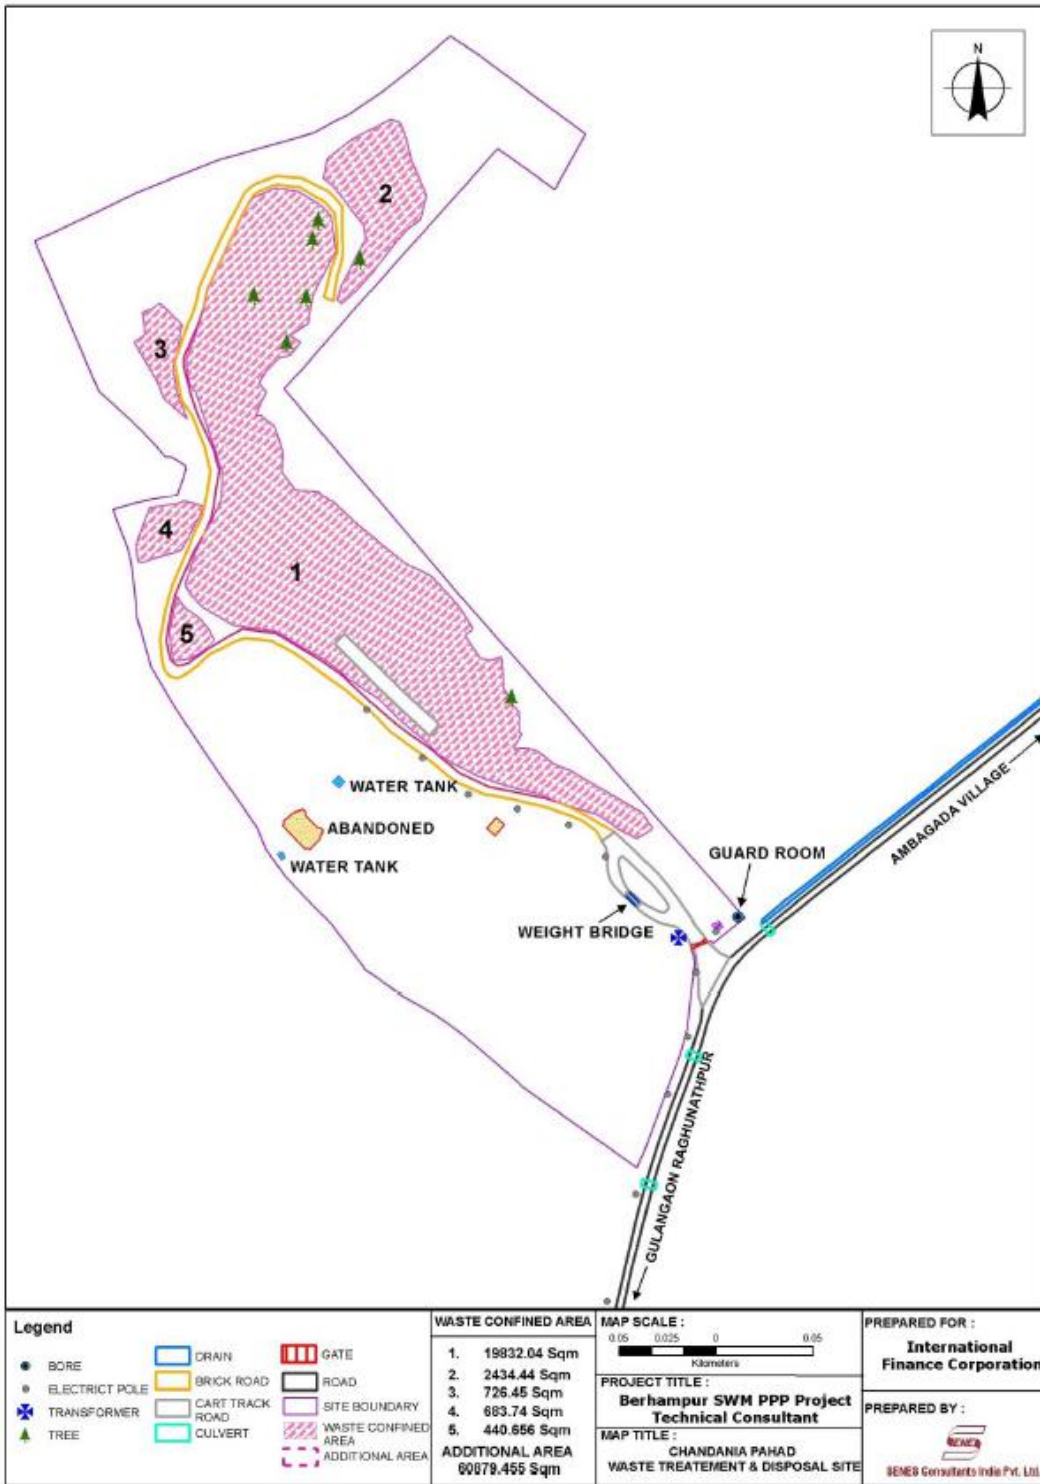 N
2
3
4
1
5
WATER TANK
ABANDONED
WATER TANK
GUARD ROOM
WEIGHT BRIDGE
AMBAGADA VILLAGE
GULANGAON RAGHUNATHPUR
Legend
BORE
ELECTRICT POLE
TRANSFORMER
TREE
DRAIN
BRICK ROAD
CART TRACK
ROAD
CULVERT
GATE
ROAD
SITE BOUNDARY
WASTE CONFINED
AREA
ADDITIONAL AREA
WASTE CONFINED AREA
1. 19832.04 Sqm
2. 2434.44 Sqm
3. 726.45 Sqm
4. 683.74 Sqm
5. 440.656 Sqm
ADDITIONAL AREA
60879.455 Sqm
MAP SCALE :
0.05 0.025 0 0.05
Kilometers
PROJECT TITLE :
Berhampur SWM PPP Project
Technical Consultant
MAP TITLE :
CHANDANIA PAHAD
WASTE TREATEMENT & DISPOSAL SITE
PREPARED FOR :
International
Finance Corporation
PREPARED BY :
SENES
SENES Consultants India Pvt. Ltd.